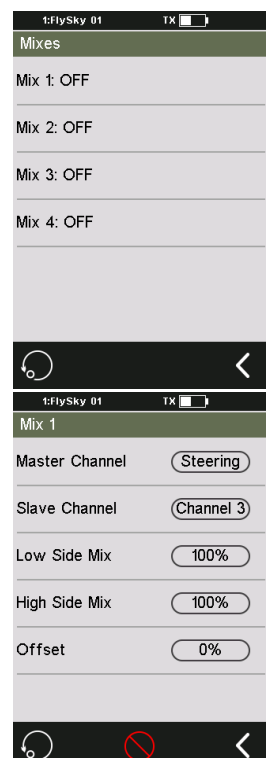 1:FlySky 01 TX
Mixes
Mix 1: OFF
Mix 2: OFF
Mix 3: OFF
Mix 4: OFF
1:FlySky 01 TX
Mix 1
Master Channel Steering
Slave Channel Channel 3
Low Side Mix 100%
High Side Mix 100%
Offset 0%